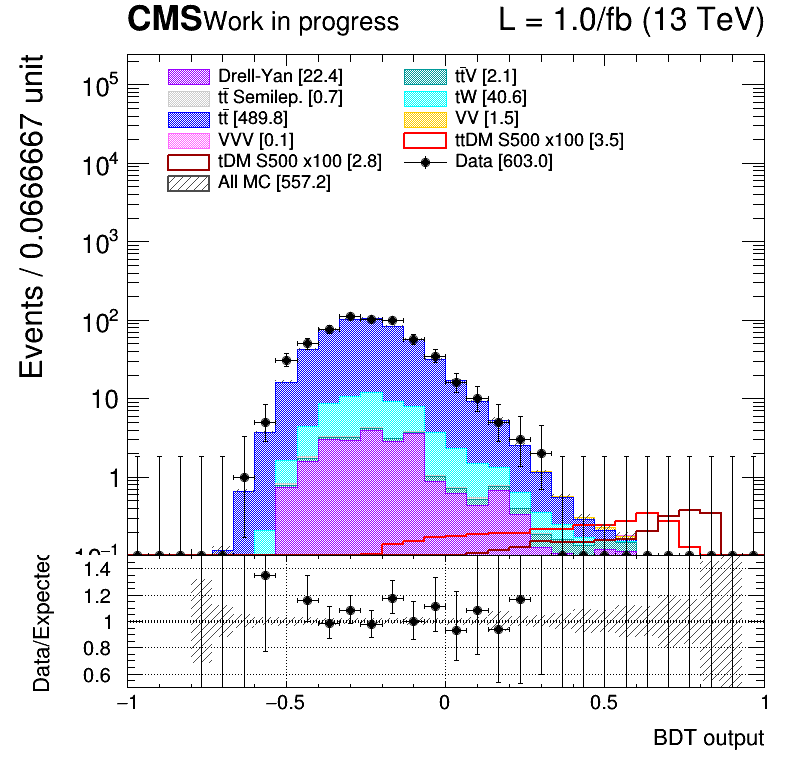 CMS Work in progress L = 1.0/fb (13 TeV)
Events / 0.0666667 unit
10⁵
10⁴
10³
10²
10
1
10⁻¹
Drell-Yan [22.4] tt̄V [2.1]
tt̄ Semilep. [0.7] tW [40.6]
tt̄ [489.8] VV [1.5]
VVV [0.1] ttDM S500 x100 [3.5]
tDM S500 x100 [2.8] Data [603.0]
All MC [557.2]
Data/Expected
1.4
1.2
1
0.8
0.6
−1 −0.5 0 0.5 1
BDT output